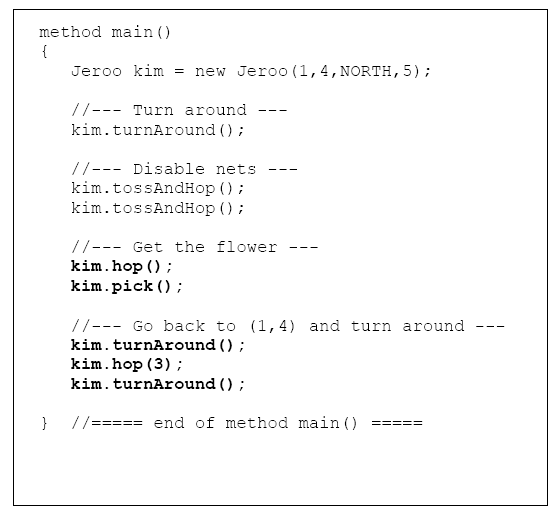 method main()
{
Jeroo kim = new Jeroo(1,4,NORTH,5);
//--- Turn around ---
kim.turnAround();
//--- Disable nets ---
kim.tossAndHop();
kim.tossAndHop();
//--- Get the flower ---
kim.hop();
kim.pick();
//--- Go back to (1,4) and turn around ---
kim.turnAround();
kim.hop(3);
kim.turnAround();
} //===== end of method main() =====